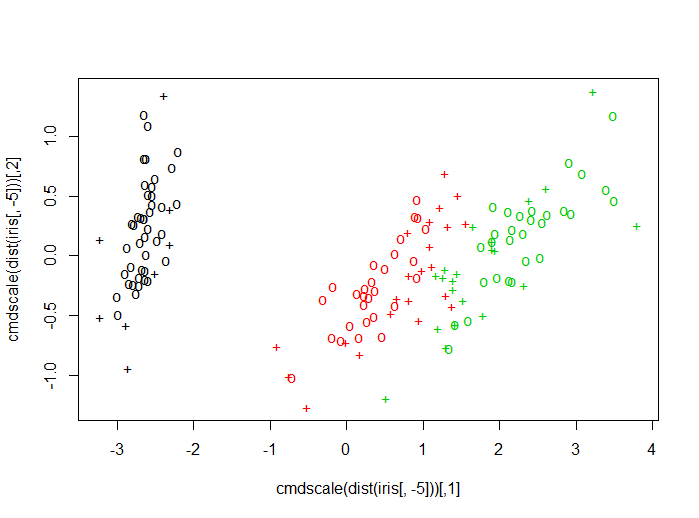 cmdscale(dist(iris[, -5]))[,2]
1.0
0.5
0.0
-0.5
-1.0
-3 -2 -1 0 1 2 3 4
cmdscale(dist(iris[, -5]))[,1]